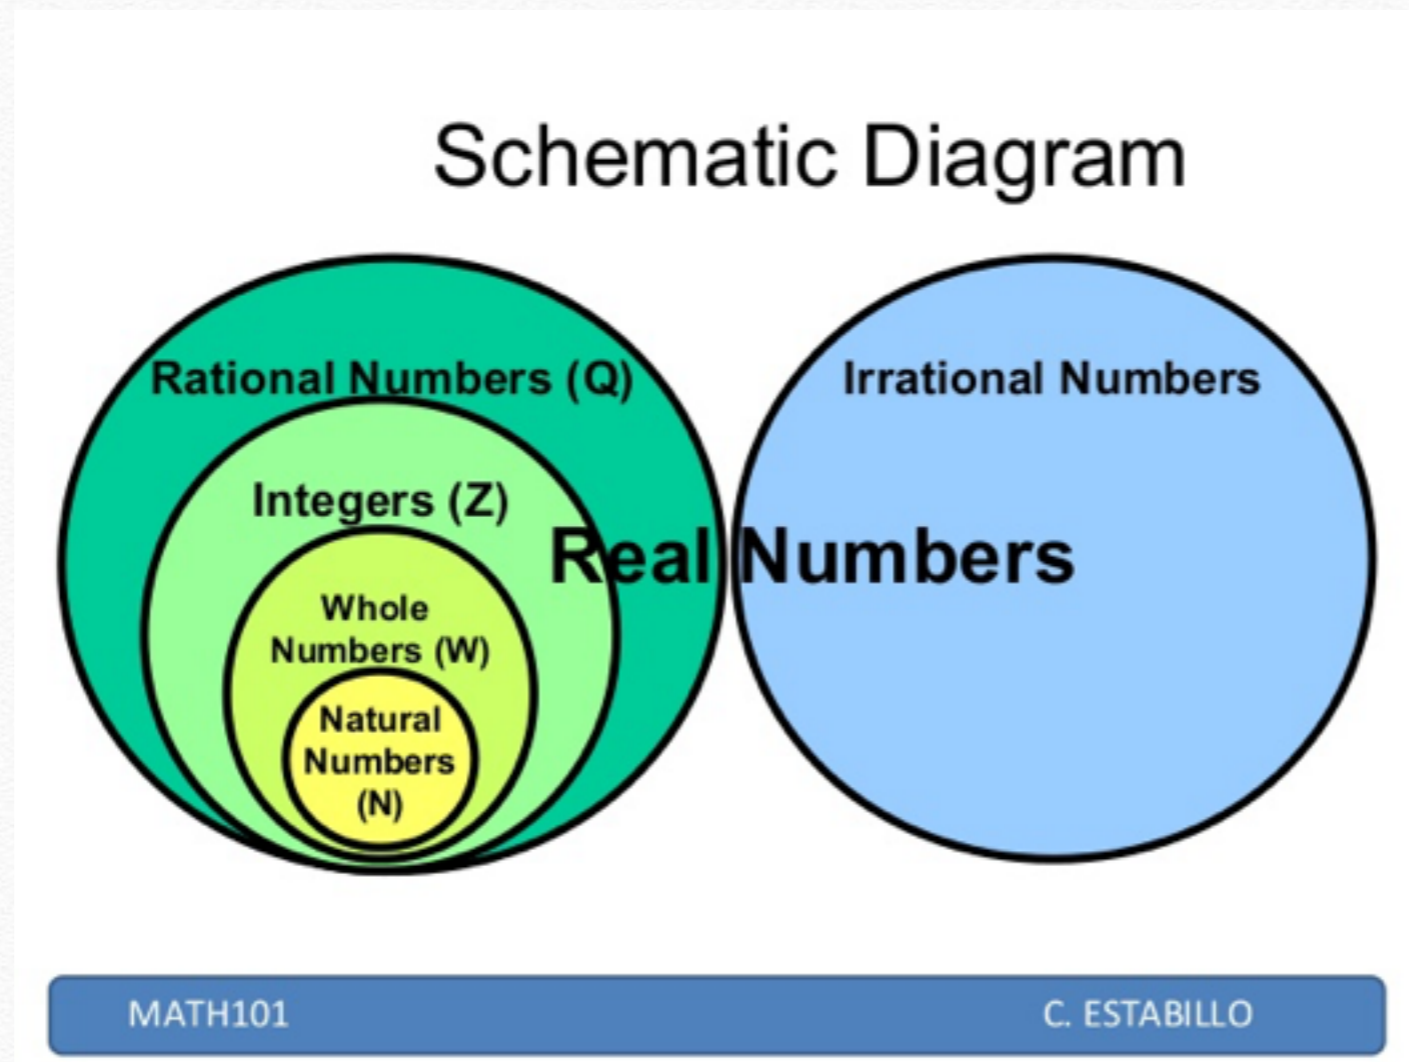 Schematic Diagram
Rational Numbers (Q)
Irrational Numbers
Integers (Z)
Real Numbers
Whole
Numbers (W)
Natural
Numbers
(N)
MATH101
C. ESTABILLO